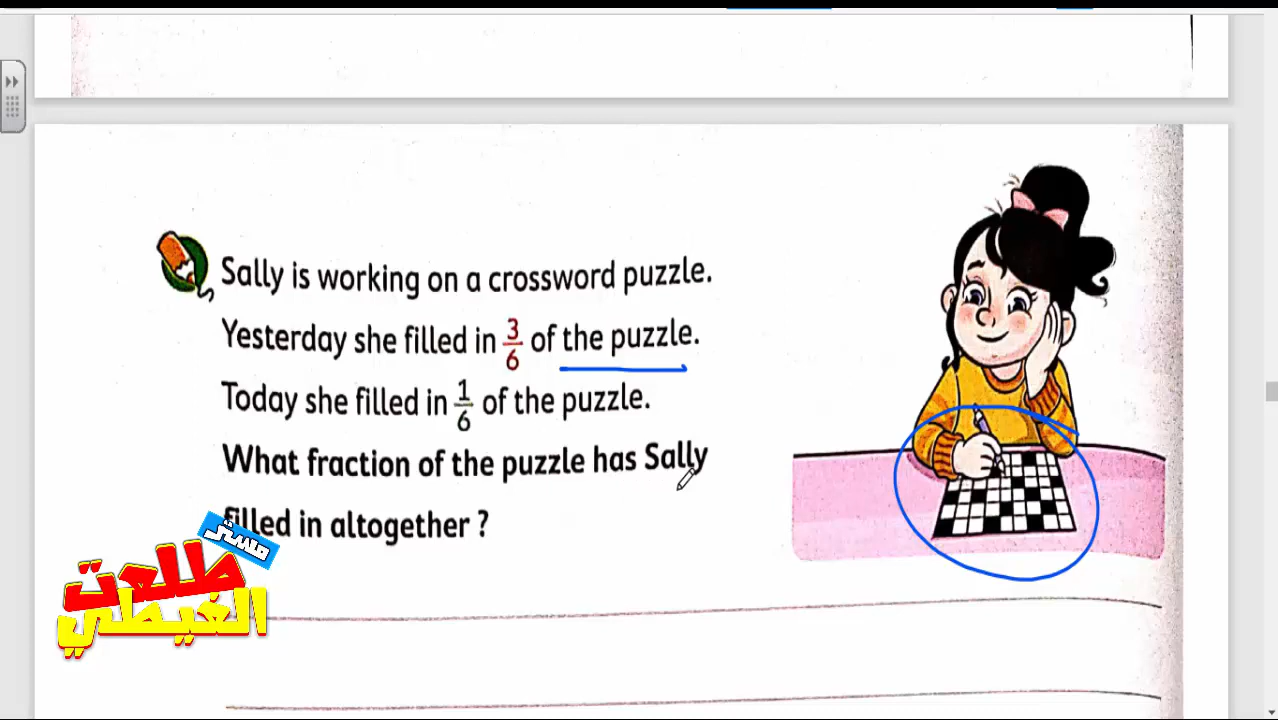 Sally is working on a crossword puzzle.
Yesterday she filled in 3/6 of the puzzle.
Today she filled in 1/6 of the puzzle.
What fraction of the puzzle has Sally
filled in altogether ?
مستر
طلعت
الغيطي